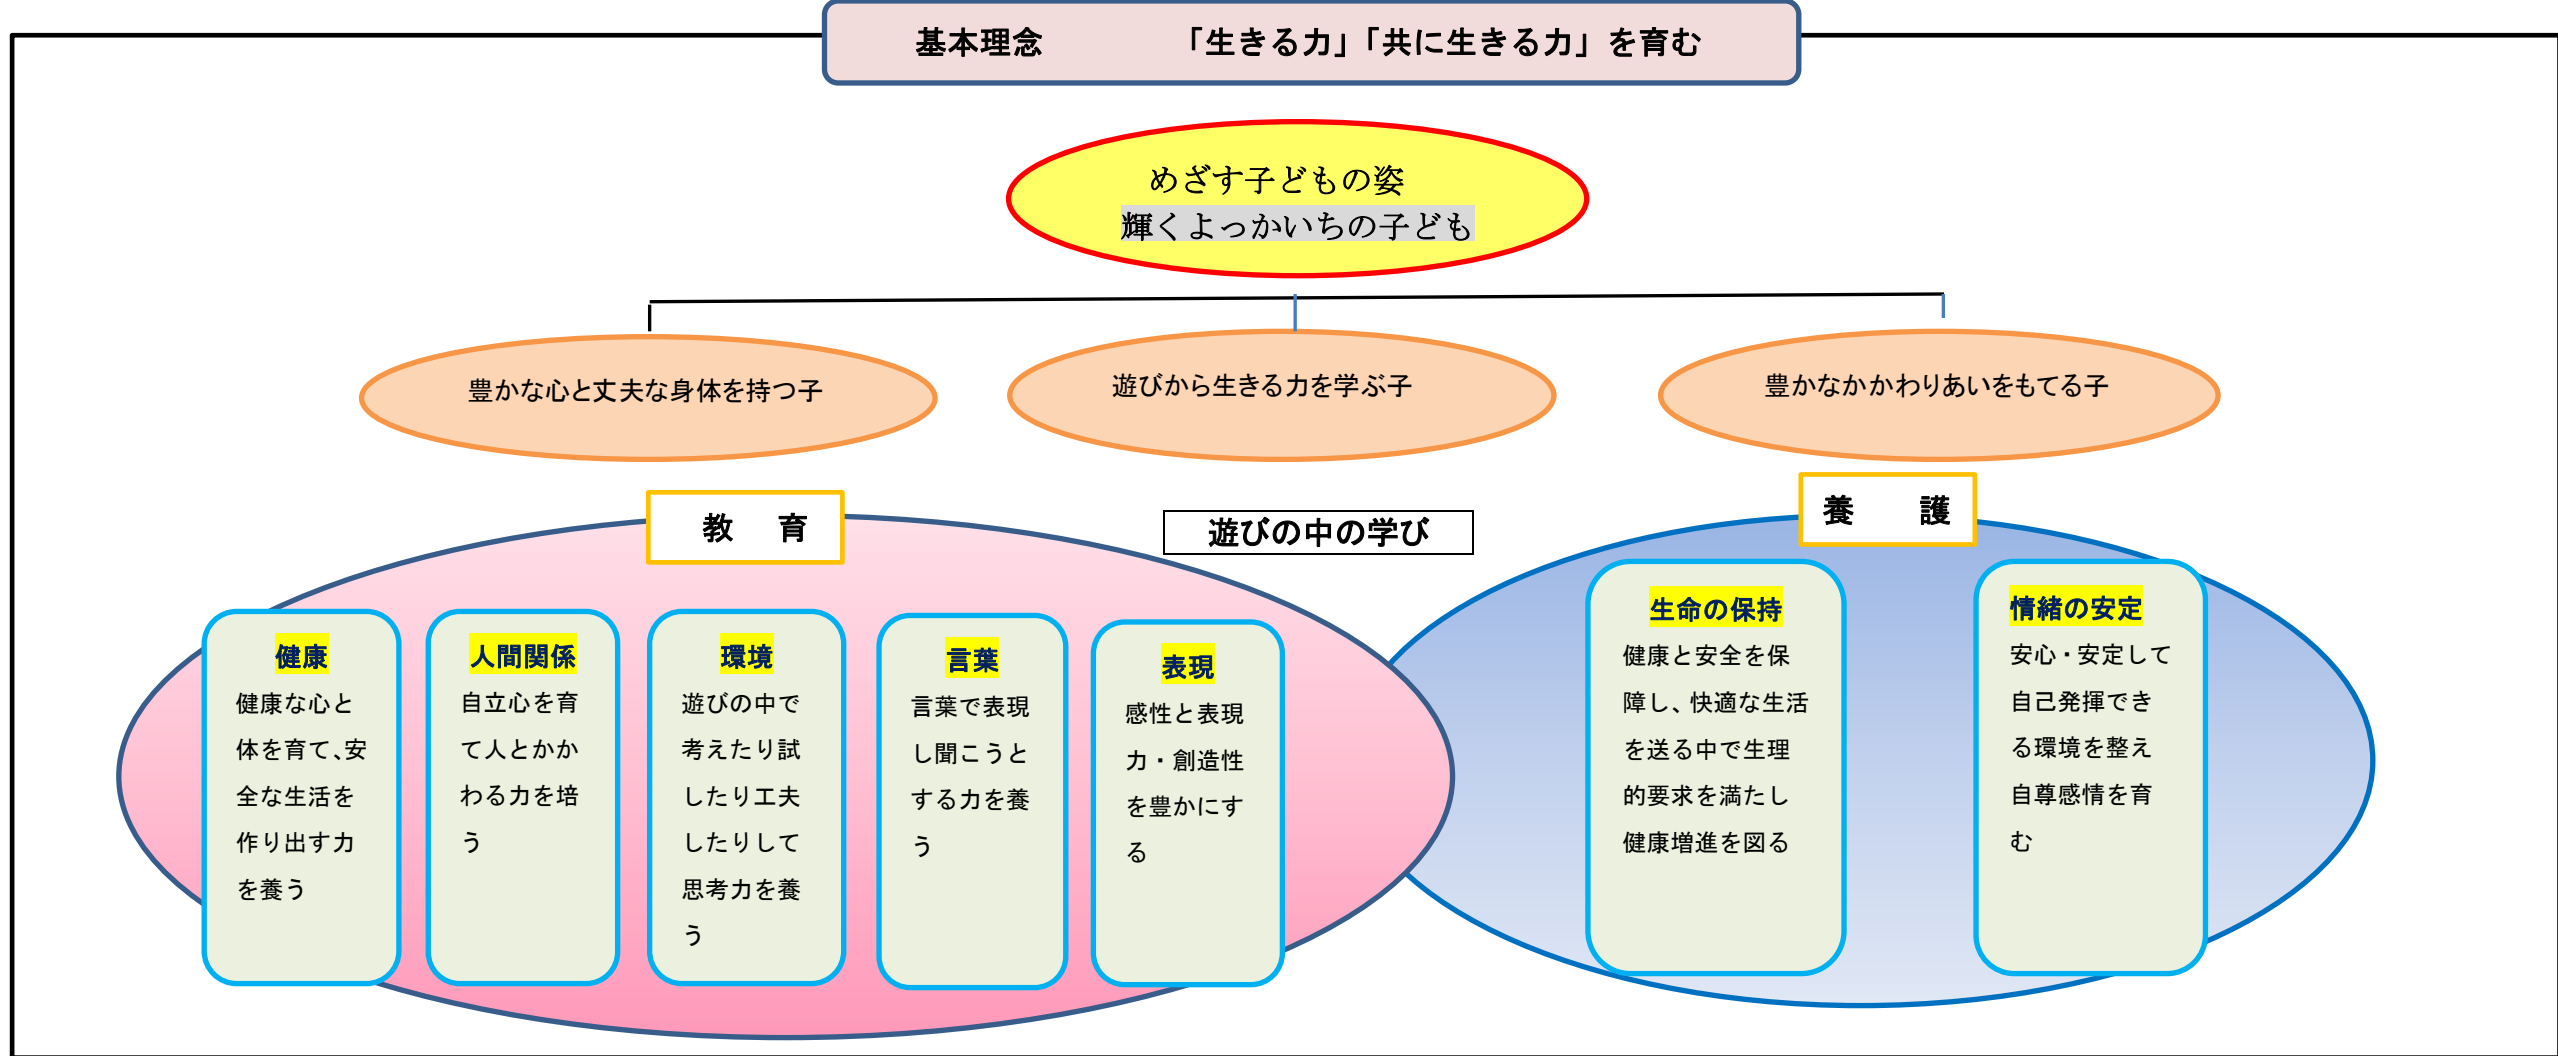 基本理念　「生きる力」「共に生きる力」を育む
めざす子どもの姿
輝くよっかいちの子ども
豊かな心と丈夫な身体を持つ子
遊びから生きる力を学ぶ子
豊かなかかわりあいをもてる子
教　育
遊びの中の学び
養　護
健康
健康な心と
体を育て、安
全な生活を
作り出す力
を養う
人間関係
自立心を育
て人とかか
わる力を培
う
環境
遊びの中で
考えたり試
したり工夫
したりして
思考力を養
う
言葉
言葉で表現
し聞こうと
する力を養
う
表現
感性と表現
力・創造性
を豊かにす
る
生命の保持
健康と安全を保
障し、快適な生活
を送る中で生理
的要求を満たし
健康増進を図る
情緒の安定
安心・安定して
自己発揮でき
る環境を整え
自尊感情を育
む